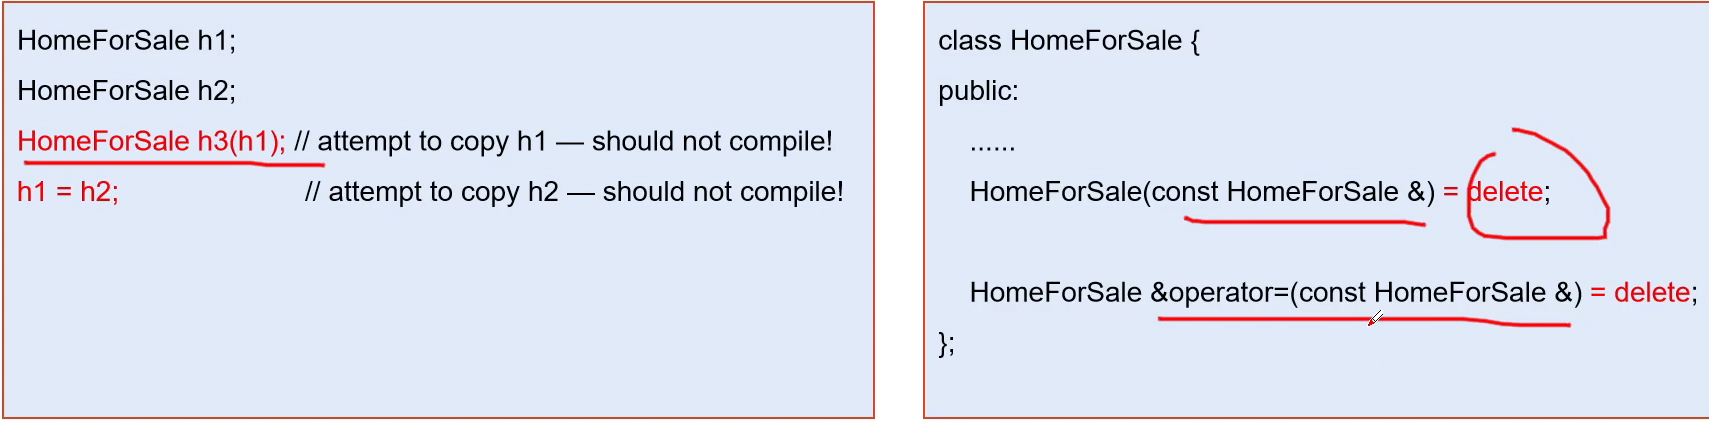 HomeForSale h1;
HomeForSale h2;
HomeForSale h3(h1); // attempt to copy h1 — should not compile!
h1 = h2; // attempt to copy h2 — should not compile!
class HomeForSale {
public:
......
HomeForSale(const HomeForSale &) = delete;
HomeForSale &operator=(const HomeForSale &) = delete;
};